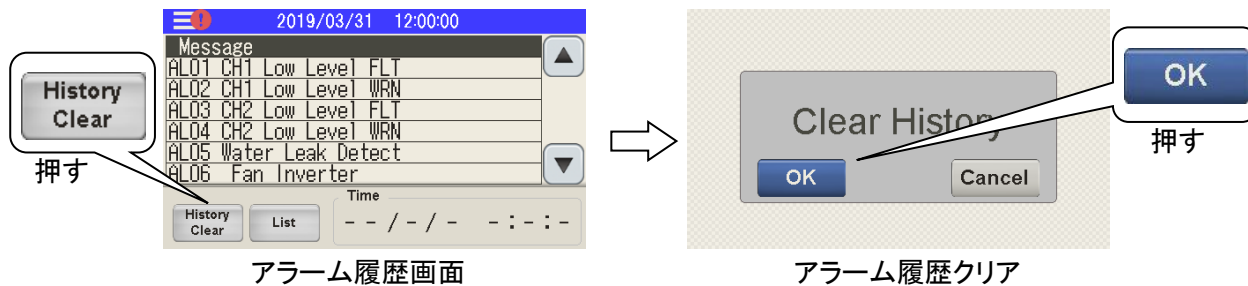 2019/03/31 12:00:00
Message
AL01 CH1 Low Level FLT
AL02 CH1 Low Level WRN
AL03 CH2 Low Level FLT
AL04 CH2 Low Level WRN
AL05 Water Leak Detect
AL06 Fan Inverter
History
Clear
List
Time
--/-/- -:-:-
History
Clear
押す
アラーム履歴画面
Clear History
OK
Cancel
OK
押す
アラーム履歴クリア